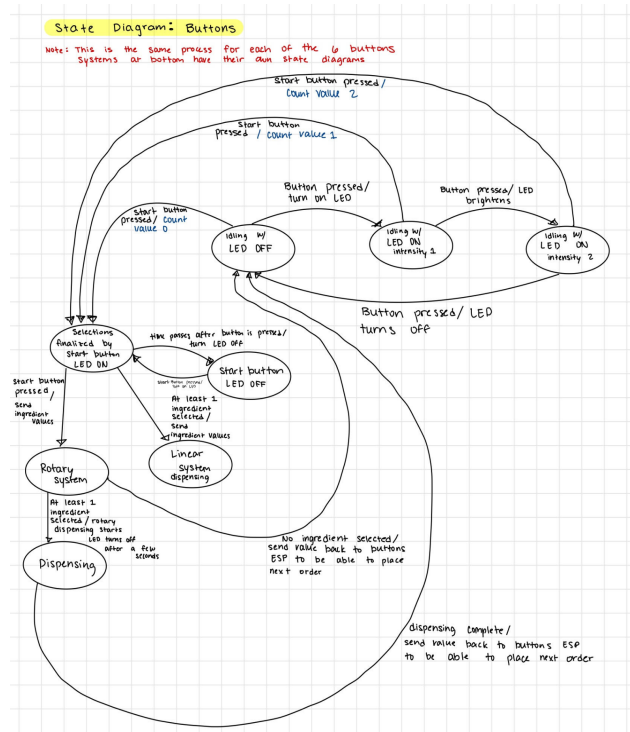 State Diagram: Buttons
Note: This is the same process for each of the 6 buttons
Systems at bottom have their own state diagrams
Start button pressed/
Count value 2
Start button
pressed / count value 1
Button pressed/
turn on LED
Button pressed/ LED
brightens
Start button
pressed/ count
value 0
Idling w/
LED OFF
Idling w/
LED ON
intensity 1
Idling w/
LED ON
intensity 2
Button pressed/ LED
turns off
Selections
finalized by
Start button
LED ON
time passes after button is pressed/
turn LED OFF
Start button
LED OFF
Start button pressed/
turn on LED
Start button
pressed/
Send
ingredient
values
At least 1
ingredient
selected/
send
ingredient values
Linear
system
dispensing
Rotary
system
At least 1
ingredient
selected/rotary
dispensing starts
LED turns off
after a few
seconds
Dispensing
No ingredient selected/
send value back to buttons
ESP to be able to place
next order
dispensing complete/
send value back to buttons ESP
to be able to place next order